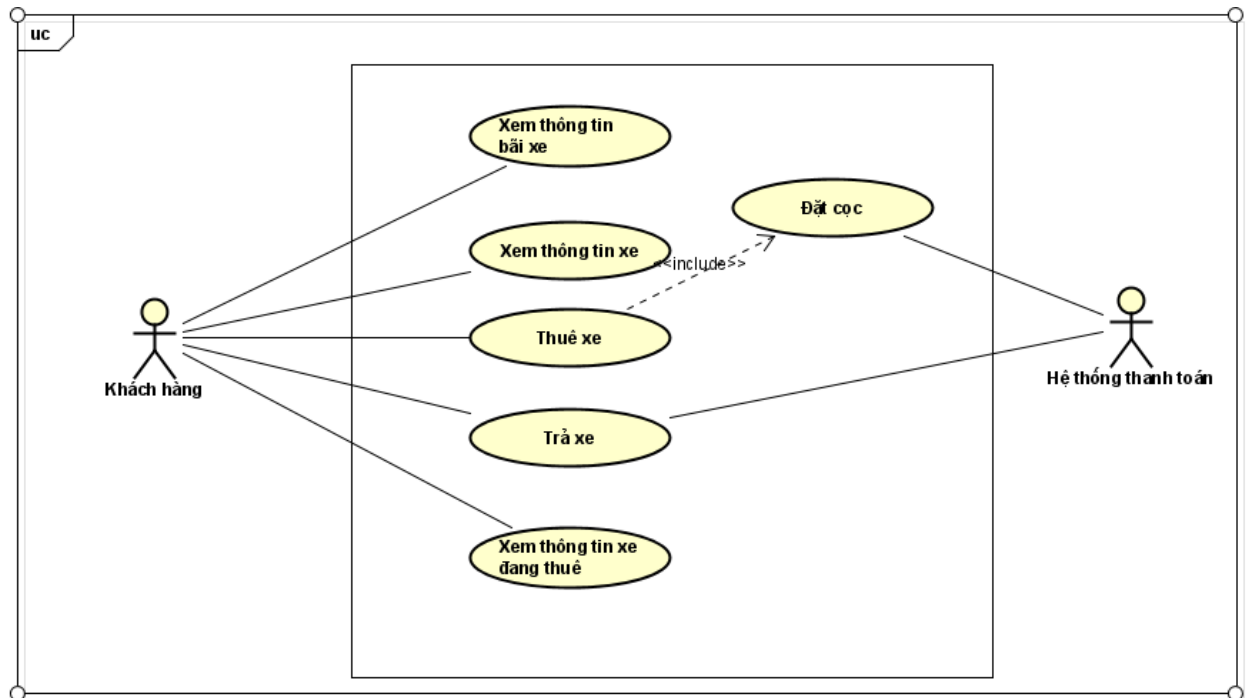 uc
Xem thông tin
bãi xe
Đặt cọc
Xem thông tin xe
<<include>>
Thuê xe
Khách hàng
Hệ thống thanh toán
Trả xe
Xem thông tin xe
đang thuê